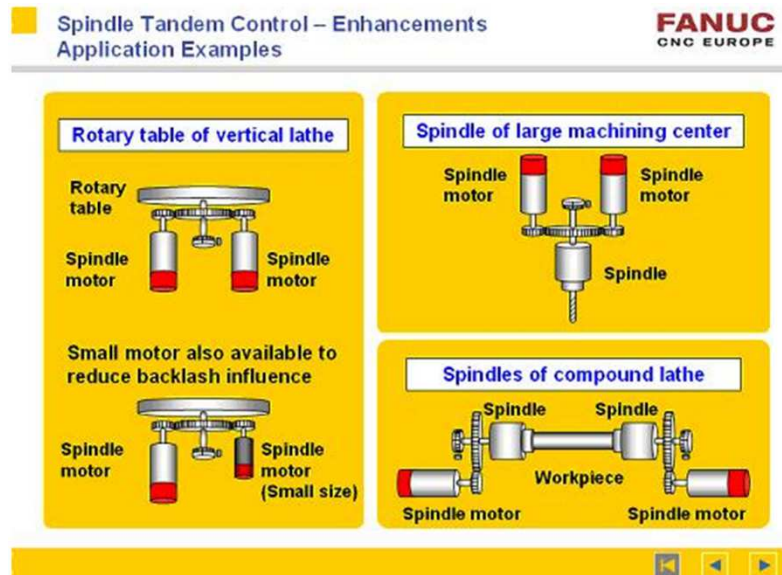 Spindle Tandem Control – Enhancements
Application Examples
FANUC
CNC EUROPE
Rotary table of vertical lathe
Rotary
table
Spindle
motor
Spindle
motor
Small motor also available to
reduce backlash influence
Spindle
motor
Spindle
motor
(Small size)
Spindle of large machining center
Spindle
motor
Spindle
motor
Spindle
Spindles of compound lathe
Spindle
Spindle
Workpiece
Spindle motor
Spindle motor